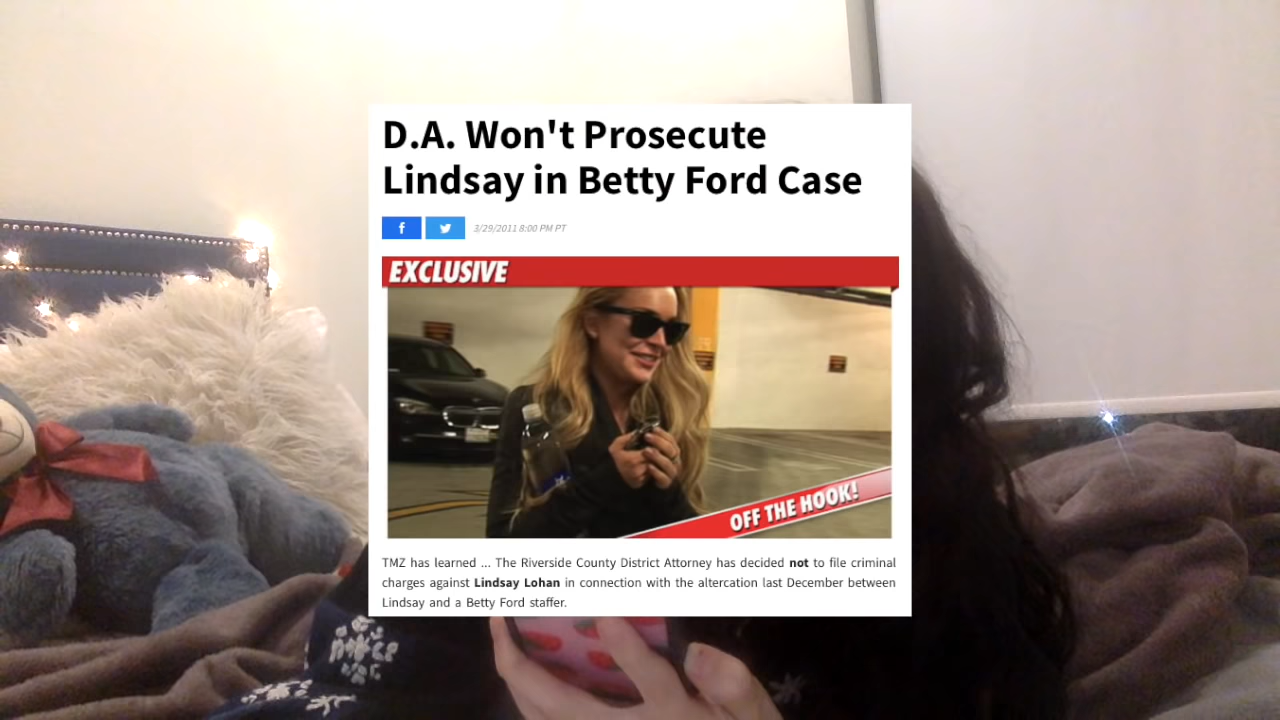 D.A. Won't Prosecute
Lindsay in Betty Ford Case
3/29/2011 8:00 PM PT
EXCLUSIVE
OFF THE HOOK!
TMZ has learned ... The Riverside County District Attorney has decided not to file criminal
charges against Lindsay Lohan in connection with the altercation last December between
Lindsay and a Betty Ford staffer.